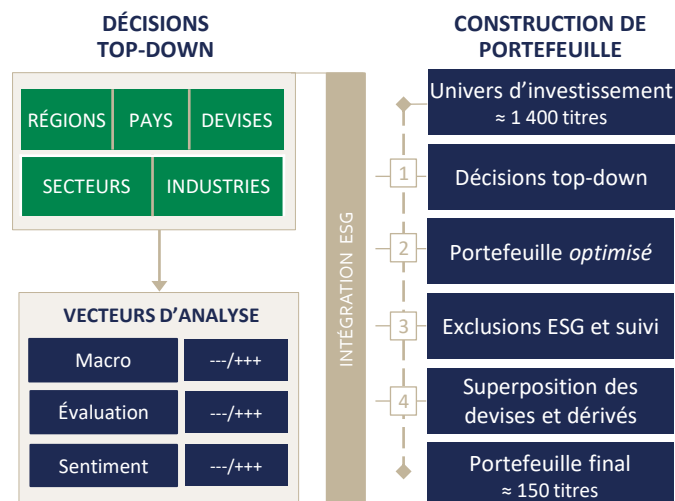 DÉCISIONS
TOP-DOWN
RÉGIONS
PAYS
DEVISES
SECTEURS
INDUSTRIES
VECTEURS D’ANALYSE
Macro
---/+++
Évaluation
---/+++
Sentiment
---/+++
INTÉGRATION ESG
CONSTRUCTION DE
PORTEFEUILLE
Univers d’investissement
≈ 1 400 titres
1
Décisions top-down
2
Portefeuille optimisé
3
Exclusions ESG et suivi
4
Superposition des
devises et dérivés
Portefeuille final
≈ 150 titres